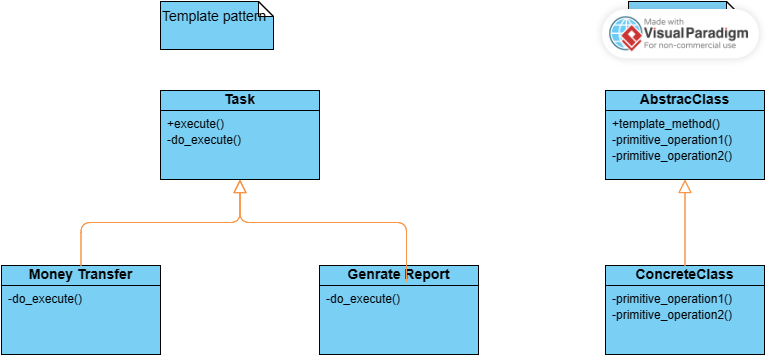 Template pattern
Made with
Visual Paradigm
For non-commercial use
Task
+execute()
-do_execute()
AbstracClass
+template_method()
-primitive_operation1()
-primitive_operation2()
Money Transfer
-do_execute()
Genrate Report
-do_execute()
ConcreteClass
-primitive_operation1()
-primitive_operation2()